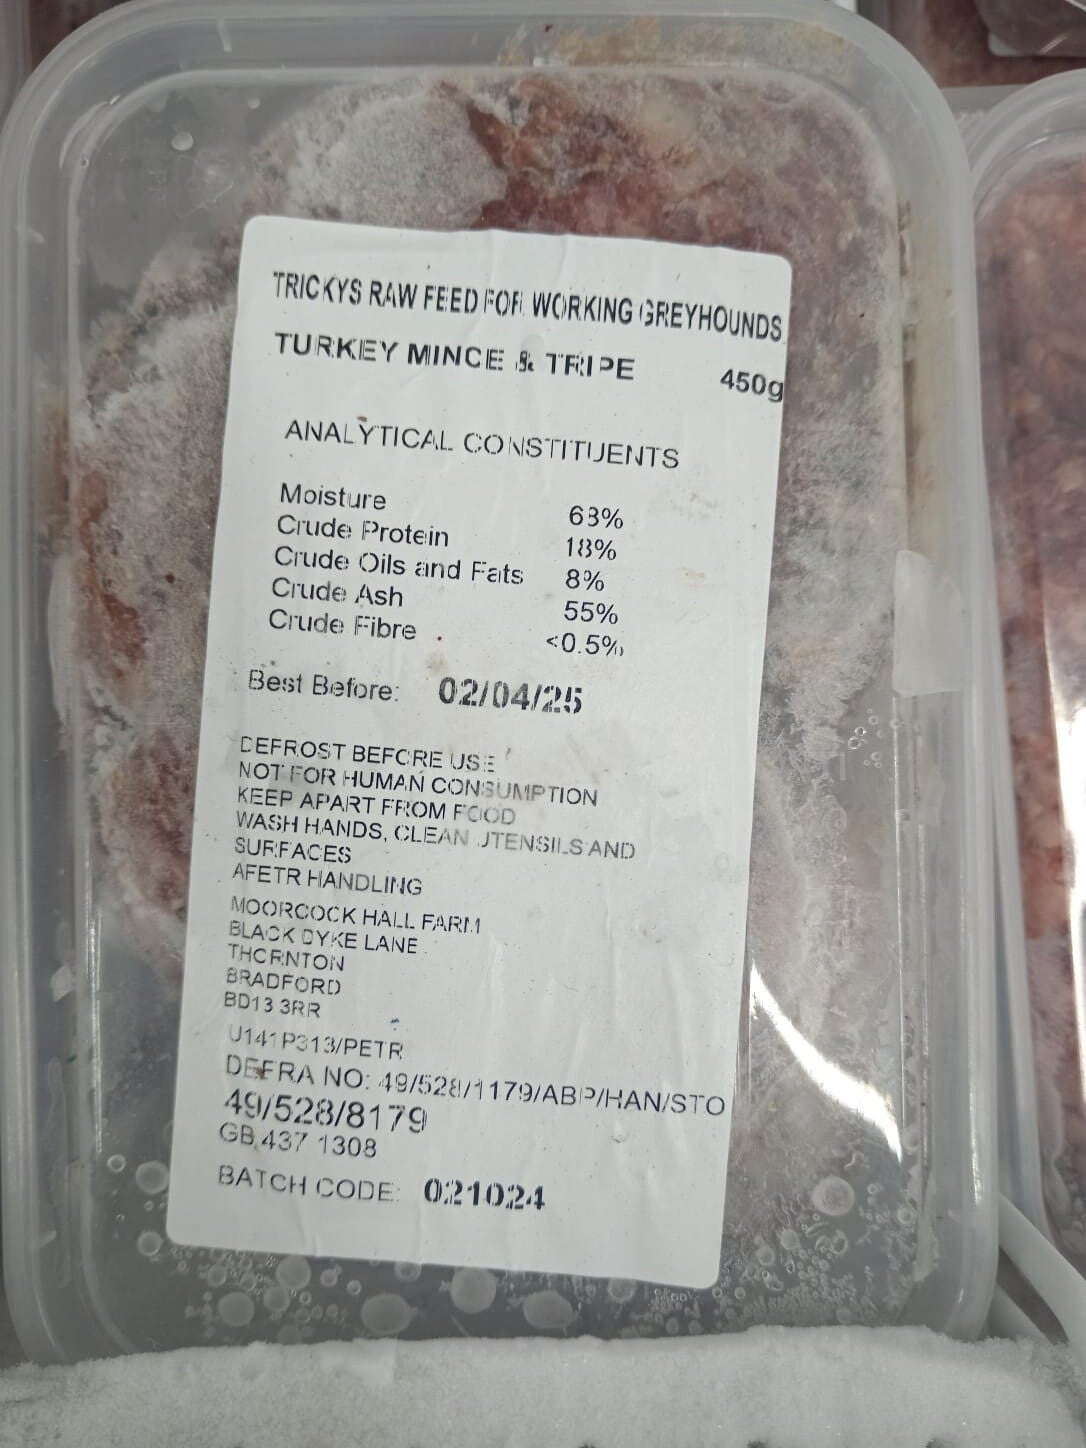 TRICKYS RAW FEED FOR WORKING GREYHOUNDS
TURKEY MINCE & TRIPE 450g
ANALYTICAL CONSTITUENTS
Moisture 63%
Crude Protein 18%
Crude Oils and Fats 8%
Crude Ash 55%
Crude Fibre <0.5%
Best Before: 02/04/25
DEFROST BEFORE USE
NOT FOR HUMAN CONSUMPTION
KEEP APART FROM FOOD
WASH HANDS, CLEAN UTENSILS AND
SURFACES
AFETR HANDLING
MOORCOCK HALL FARM
BLACK DYKE LANE
THORNTON
BRADFORD
BD13 3RR
U141 P313/PETR
DEFRA NO: 49/528/1179/ABP/HAN/STO
49/528/8179
GB 437 1308
BATCH CODE: 021024